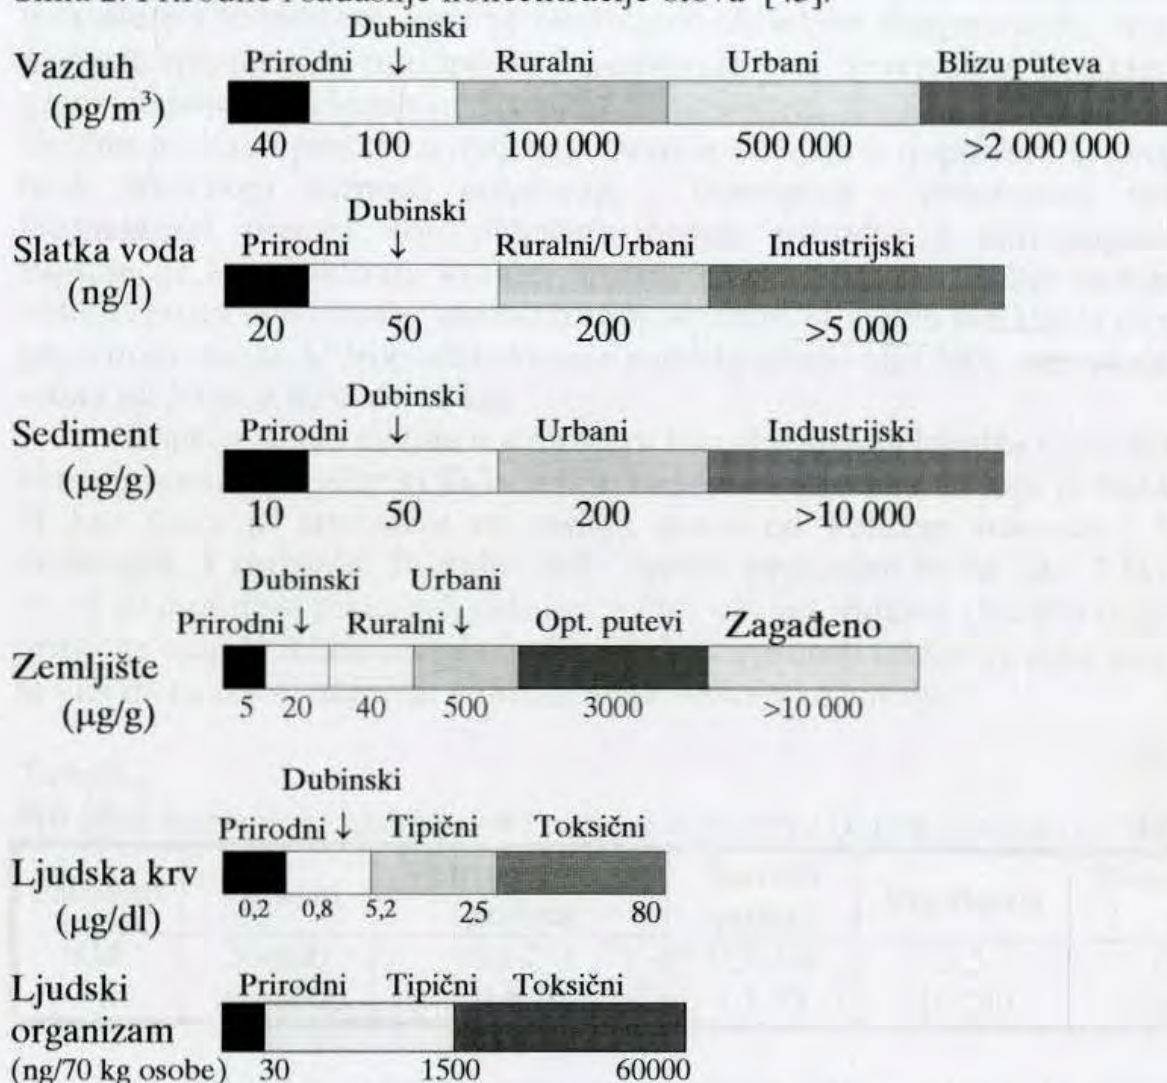 Dubinski
Vazduh Prirodni ↓ Ruralni Urbani Blizu puteva
(pg/m³)
40 100 100 000 500 000 >2 000 000
Dubinski
Slatka voda Prirodni ↓ Ruralni/Urbani Industrijski
(ng/l)
20 50 200 >5 000
Dubinski
Sediment Prirodni ↓ Urbani Industrijski
(μg/g)
10 50 200 >10 000
Dubinski Urbani
Prirodni ↓ Ruralni ↓ Opt. putevi Zagađeno
Zemljište
(μg/g) 5 20 40 500 3000 >10 000
Dubinski
Prirodni ↓ Tipični Toksični
Ljudska krv
(μg/dl) 0,2 0,8 5,2 25 80
Ljudski Prirodni Tipični Toksični
organizam
(ng/70 kg osobe) 30 1500 60000